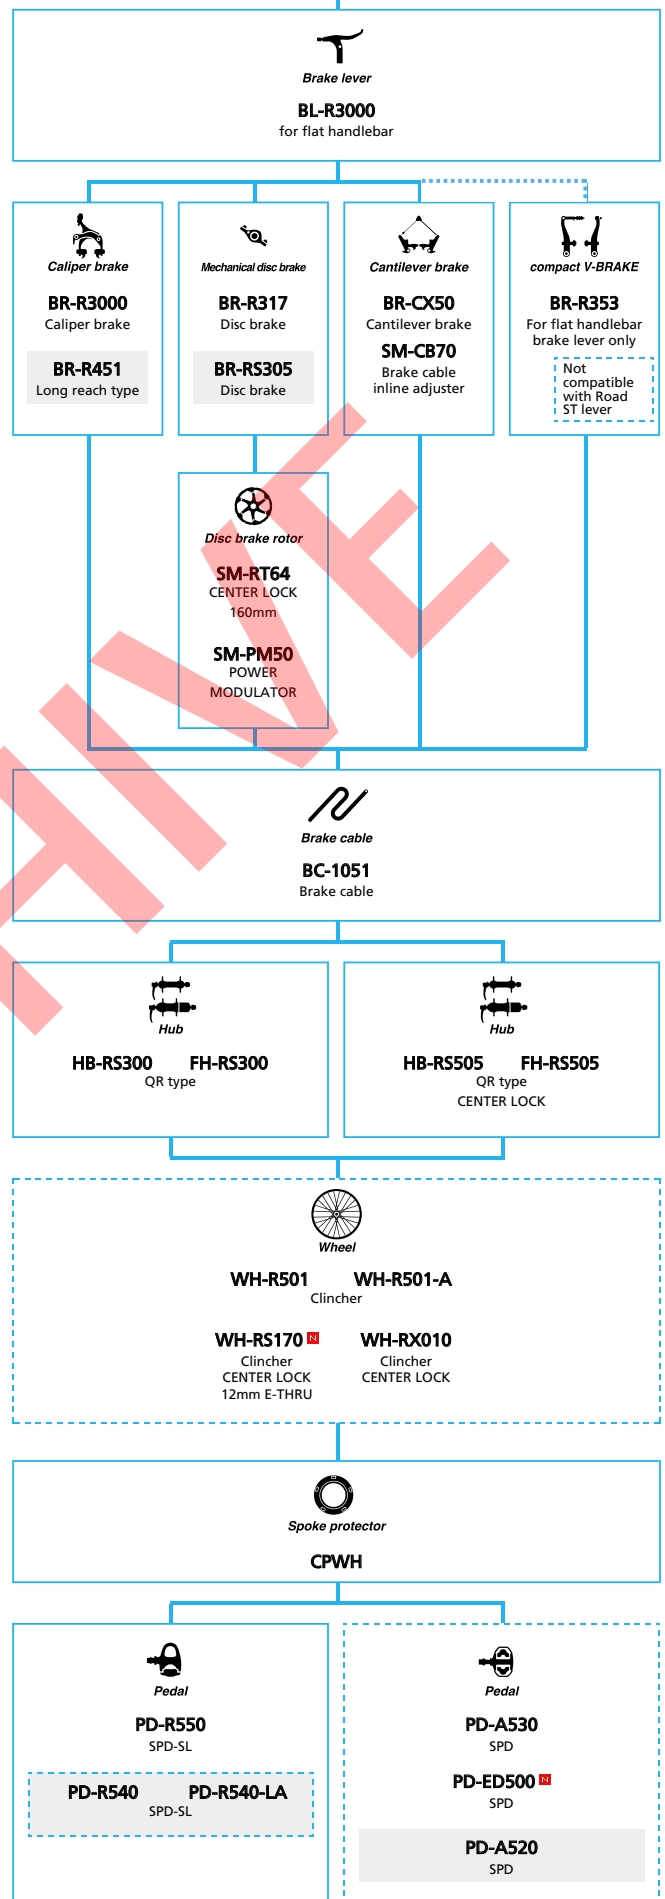 Brake lever
BL-R3000
for flat handlebar
Caliper brake
BR-R3000
Caliper brake
BR-R451
Long reach type
Mechanical disc brake
BR-R317
Disc brake
BR-RS305
Disc brake
Cantilever brake
BR-CX50
Cantilever brake
SM-CB70
Brake cable
inline adjuster
compact V-BRAKE
BR-R353
For flat handlebar
brake lever only
Not
compatible
with Road
ST lever
Disc brake rotor
SM-RT64
CENTER LOCK
160mm
SM-PM50
POWER
MODULATOR
HIVE
Brake cable
BC-1051
Brake cable
Hub
HB-RS300 FH-RS300
QR type
Hub
HB-RS505 FH-RS505
QR type
CENTER LOCK
Wheel
WH-R501 WH-R501-A
Clincher
WH-RS170 N
Clincher
CENTER LOCK
12mm E-THRU
WH-RX010
Clincher
CENTER LOCK
Spoke protector
CPWH
Pedal
PD-R550
SPD-SL
PD-R540 PD-R540-LA
SPD-SL
Pedal
PD-A530
SPD
PD-ED500 N
SPD
PD-A520
SPD